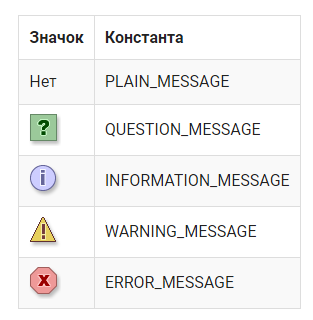 Значок Константа
Нет PLAIN_MESSAGE
? QUESTION_MESSAGE
i INFORMATION_MESSAGE
! WARNING_MESSAGE
x ERROR_MESSAGE